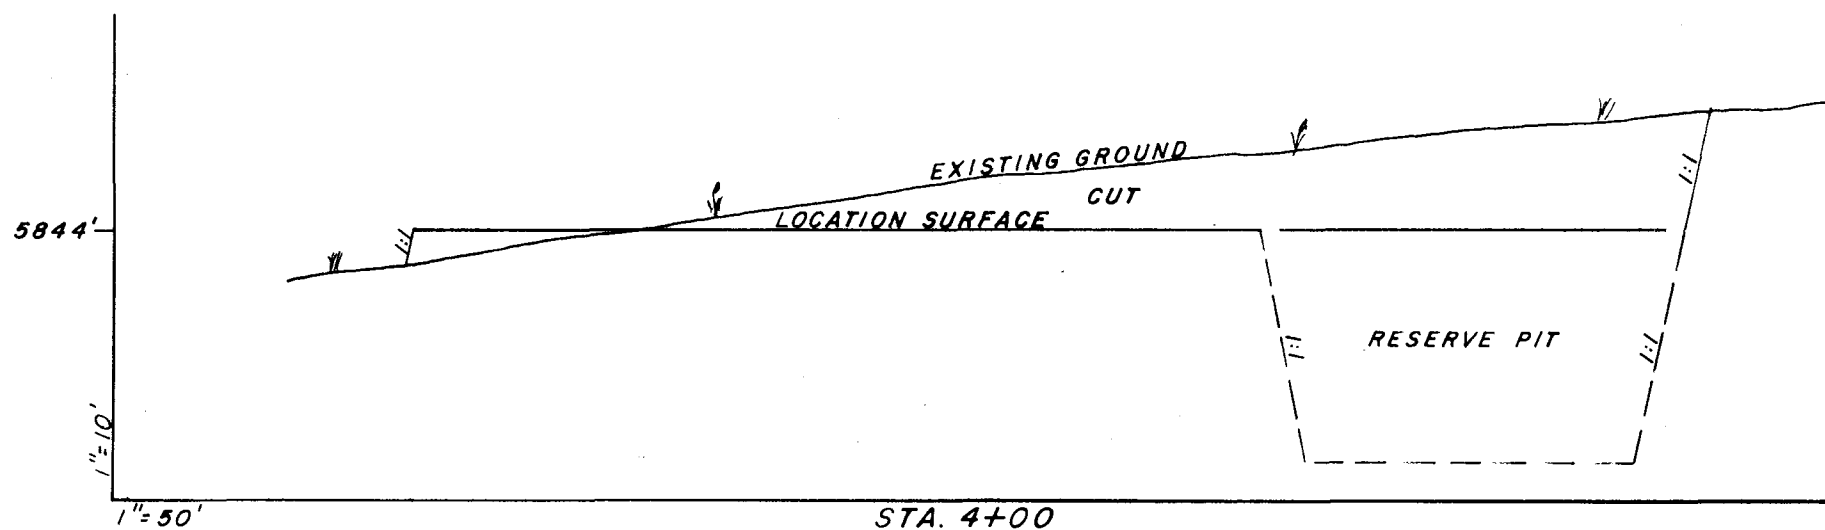 EXISTING GROUND
CUT
1:1
5844'
1:1
LOCATION SURFACE
1:1
RESERVE PIT
1:1
1"=10'
1"=50'
STA. 4+00